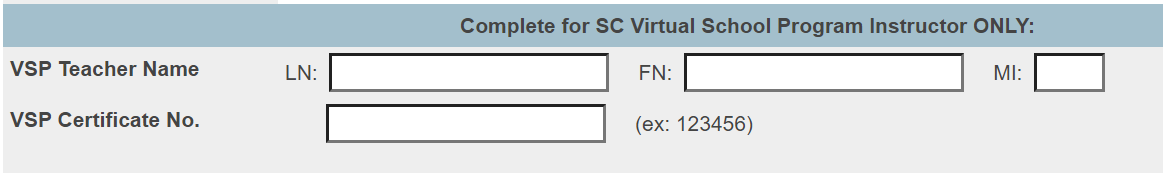 Complete for SC Virtual School Program Instructor ONLY:
VSP Teacher Name LN: FN: MI:
VSP Certificate No. (ex: 123456)